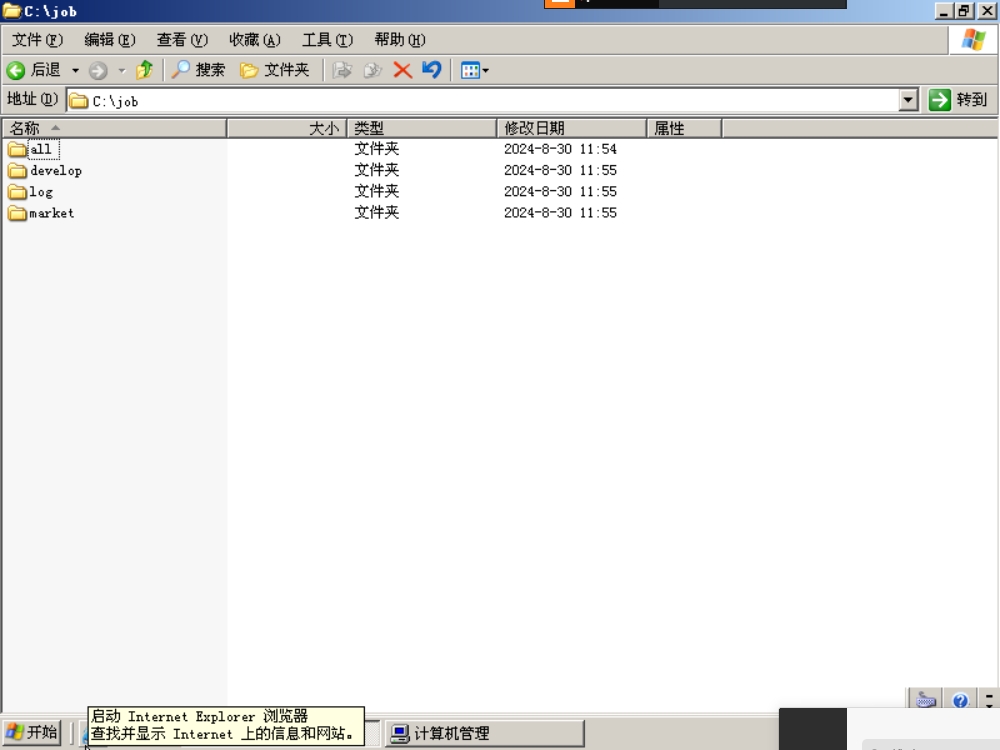 C:\job
文件(F) 编辑(E) 查看(V) 收藏(A) 工具(T) 帮助(H)
后退 搜索 文件夹
地址(D) C:\job 转到
名称 大小 类型 修改日期 属性
all 文件夹 2024-8-30 11:54
develop 文件夹 2024-8-30 11:55
log 文件夹 2024-8-30 11:55
market 文件夹 2024-8-30 11:55
启动 Internet Explorer 浏览器
查找并显示 Internet 上的信息和网站。
开始 计算机管理